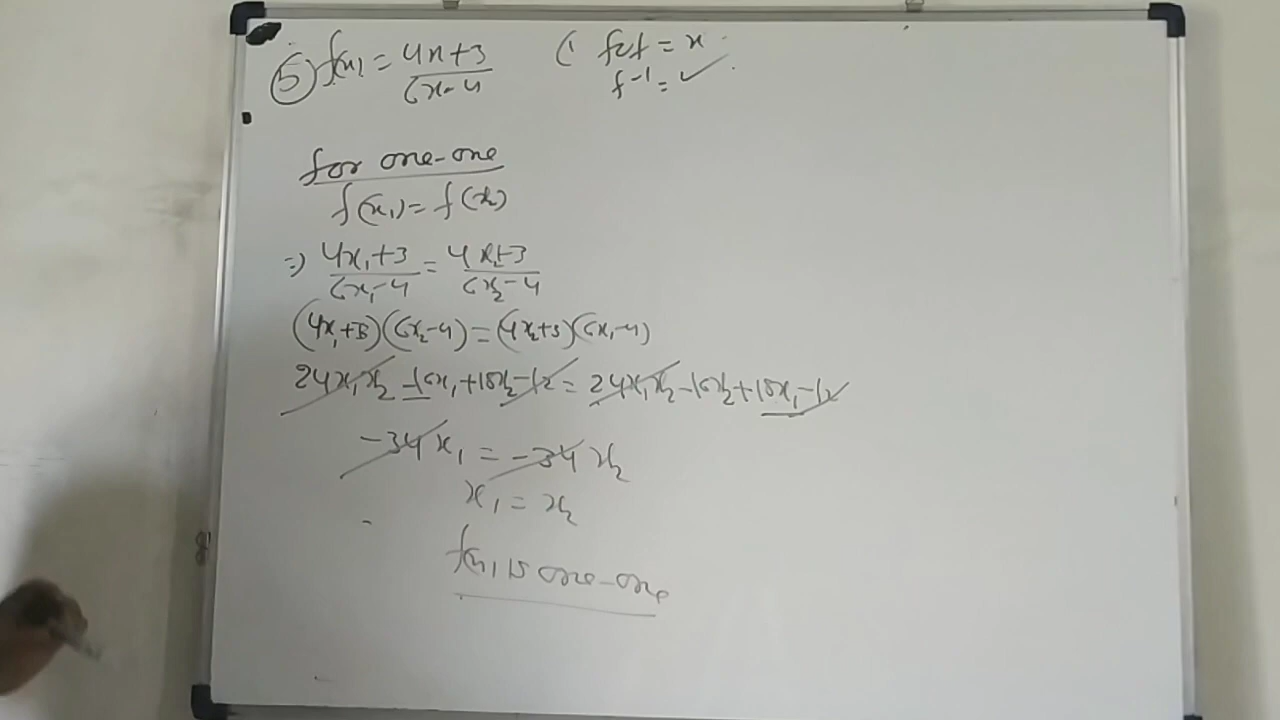 ⑤ f(x) = 4x+3/6x-4 (1 fof = x
f⁻¹ = ✓
for one-one
f(x₁) = f(x₂)
⇒ 4x₁+3/6x₁-4 = 4x₂+3/6x₂-4
(4x₁+3)(6x₂-4) = (4x₂+3)(6x₁-4)
24x₁x₂ -16x₁+18x₂-12 = 24x₁x₂-16x₂+18x₁-12
-34x₁ = -34x₂
x₁ = x₂
f(x) is one-one